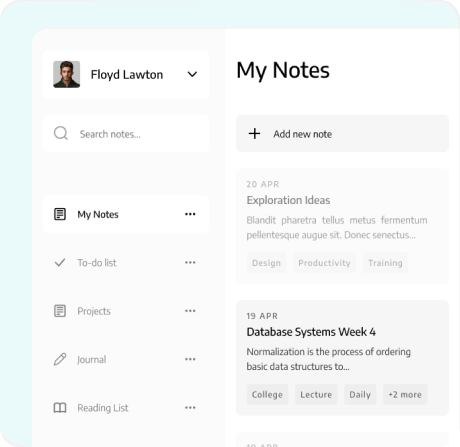 Floyd Lawton
Search notes...
My Notes
To-do list
Projects
Journal
Reading List
My Notes
Add new note
20 APR
Exploration Ideas
Blandit pharetra tellus metus fermentum
pellentesque augue sit. Donec senectus...
Design Productivity Training
19 APR
Database Systems Week 4
Normalization is the process of ordering
basic data structures to...
College Lecture Daily +2 more